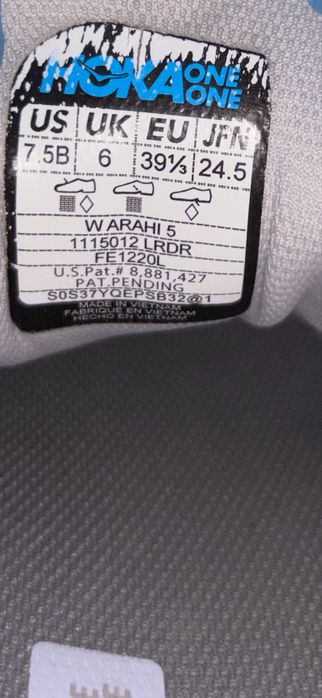 HOKA ONE ONE
US UK EU JPN
7.5B 6 39⅓ 24.5
W ARAHI 5
1115012 LRDR
FE1220L
U.S.Pat.# 8,881,427
PAT.PENDING
S0S37YQEPSB32@1
MADE IN VIETNAM
FABRIQUE EN VIETNAM
HECHO EN VIETNAM